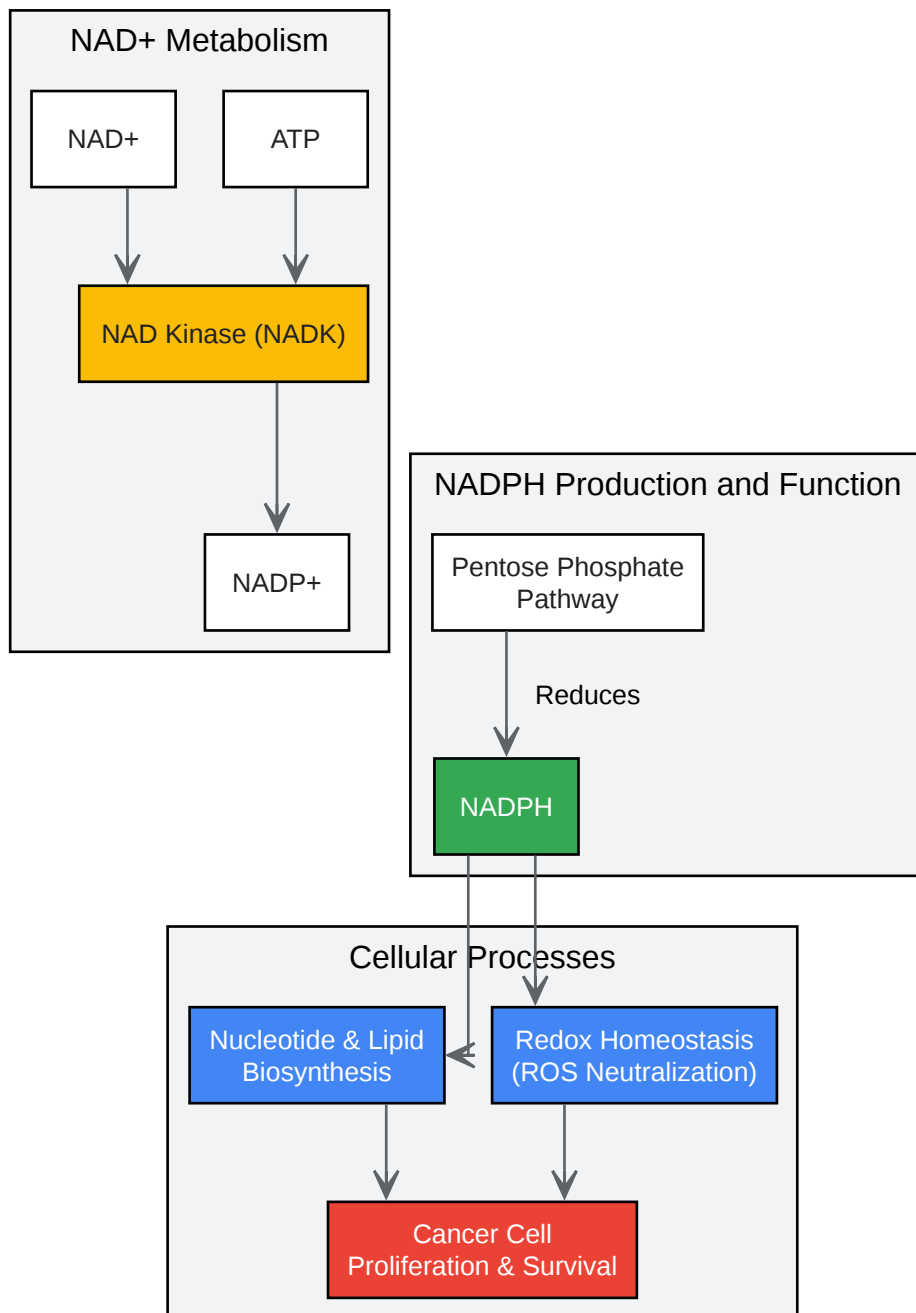 NAD+ Metabolism
NAD+
ATP
NAD Kinase (NADK)
NADP+
NADPH Production and Function
Pentose Phosphate
Pathway
Reduces
NADPH
Cellular Processes
Nucleotide & Lipid
Biosynthesis
Redox Homeostasis
(ROS Neutralization)
Cancer Cell
Proliferation & Survival